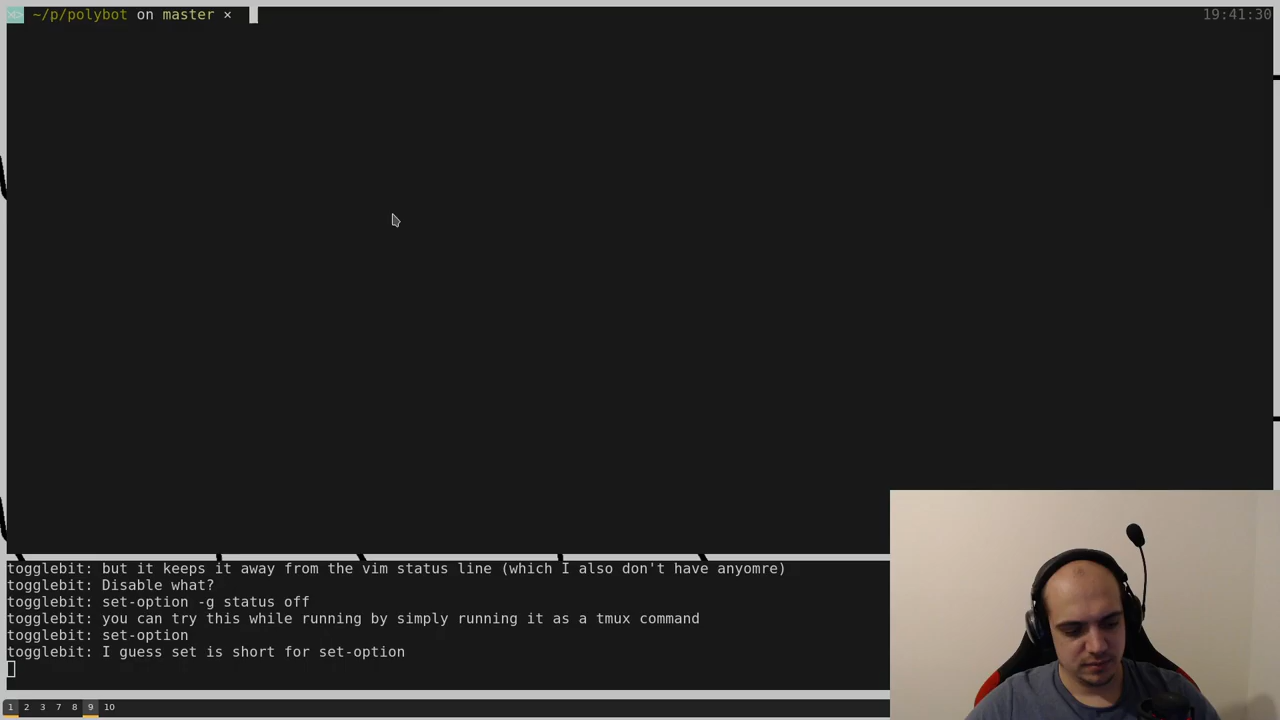 ~/p/polybot on master × 19:41:30
togglebit: but it keeps it away from the vim status line (which I also don't have anyomre)
togglebit: Disable what?
togglebit: set-option -g status off
togglebit: you can try this while running by simply running it as a tmux command
togglebit: set-option
togglebit: I guess set is short for set-option
1 2 3 7 8 9 10